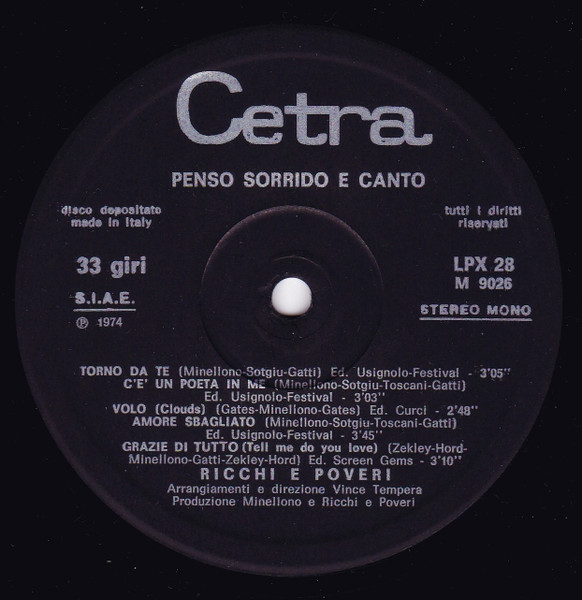 Cetra
PENSO SORRIDO E CANTO
disco depositato
made in Italy
tutti i diritti
riservati
33 giri
S.I.A.E.
Ⓟ 1974
LPX 28
M 9026
STEREO MONO
TORNO DA TE (Minellono-Sotgiu-Gatti) Ed. Usignolo-Festival - 3'05''
C'E' UN POETA IN ME (Minellono-Sotgiu-Toscani-Gatti)
Ed. Usignolo-Festival - 3'03''
VOLO (Clouds) (Gates-Minellono-Gates) Ed. Curci - 2'48''
AMORE SBAGLIATO (Minellono-Sotgiu-Toscani-Gatti)
Ed. Usignolo-Festival - 3'45''
GRAZIE DI TUTTO (Tell me do you love) (Zekley-Hord-
Minellono-Gatti-Zekley-Hord) Ed. Screen Gems - 3'10''
RICCHI E POVERI
Arrangiamenti e direzione Vince Tempera
Produzione Minellono e Ricchi e Poveri